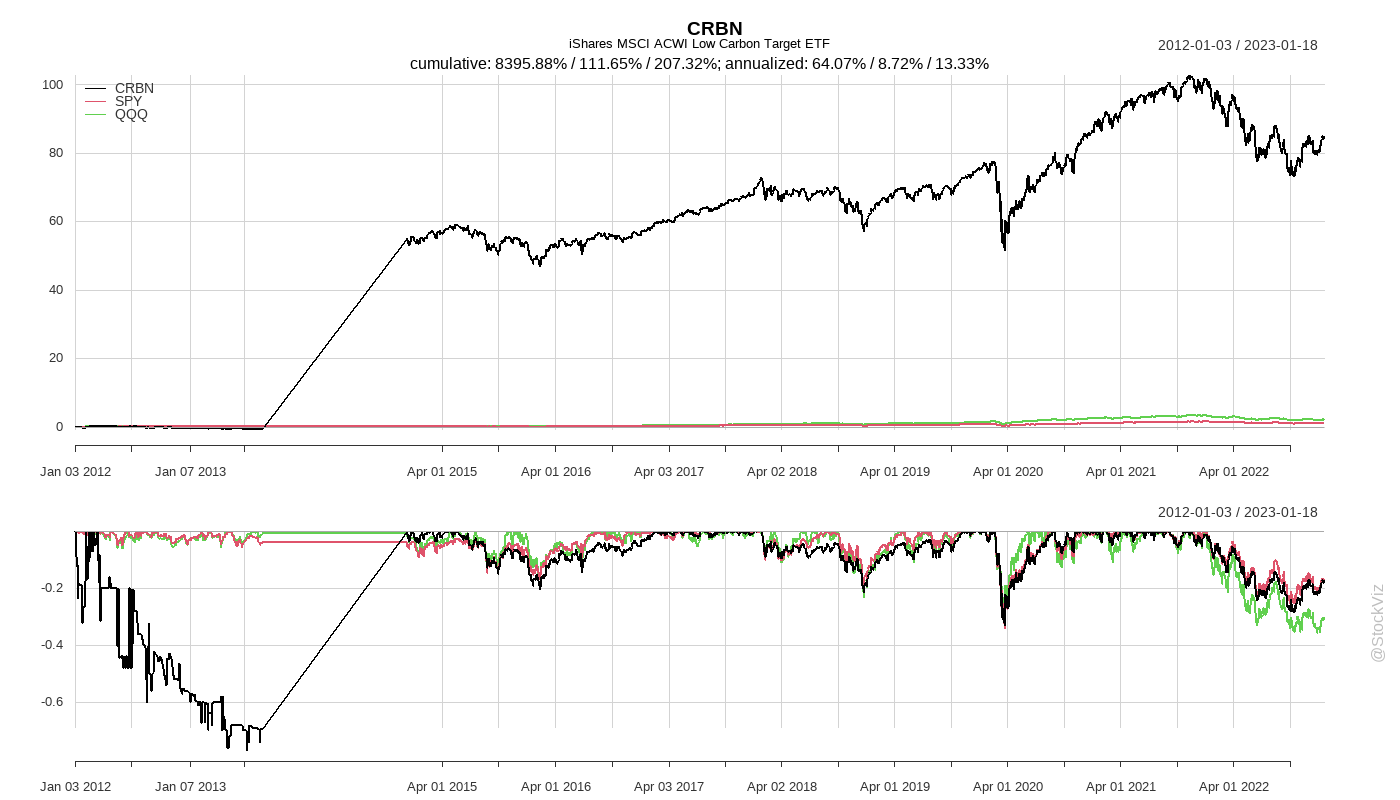 CRBN
iShares MSCI ACWI Low Carbon Target ETF
2012-01-03 / 2023-01-18
cumulative: 8395.88% / 111.65% / 207.32%; annualized: 64.07% / 8.72% / 13.33%
CRBN
SPY
QQQ
100
80
60
40
20
0
Jan 03 2012 Jan 07 2013 Apr 01 2015 Apr 01 2016 Apr 03 2017 Apr 02 2018 Apr 01 2019 Apr 01 2020 Apr 01 2021 Apr 01 2022
2012-01-03 / 2023-01-18
-0.2
-0.4
-0.6
Jan 03 2012 Jan 07 2013 Apr 01 2015 Apr 01 2016 Apr 03 2017 Apr 02 2018 Apr 01 2019 Apr 01 2020 Apr 01 2021 Apr 01 2022
@StockViz